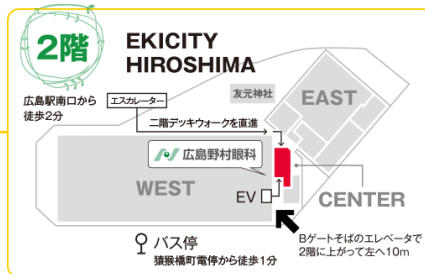 2階
EKICITY
HIROSHIMA
広島駅南口から
徒歩2分
エスカレーター
友元神社
EAST
二階デッキウォークを直進
広島野村眼科
WEST
EV
CENTER
バス停
猿猴橋町電停から徒歩1分
Bゲートそばのエレベータで
2階に上がって左へ10m